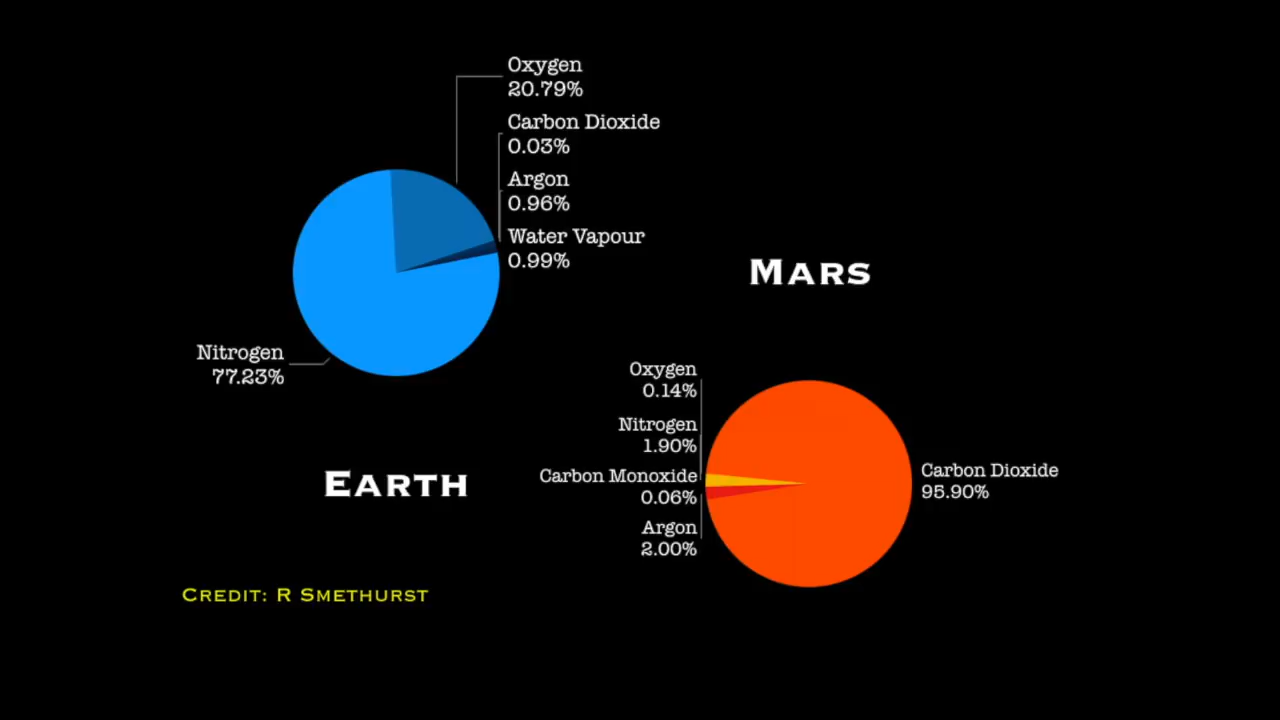 Oxygen
20.79%
Carbon Dioxide
0.03%
Argon
0.96%
Water Vapour
0.99%
Nitrogen
77.23%
EARTH
MARS
Oxygen
0.14%
Nitrogen
1.90%
Carbon Monoxide
0.06%
Argon
2.00%
Carbon Dioxide
95.90%
CREDIT: R SMETHURST